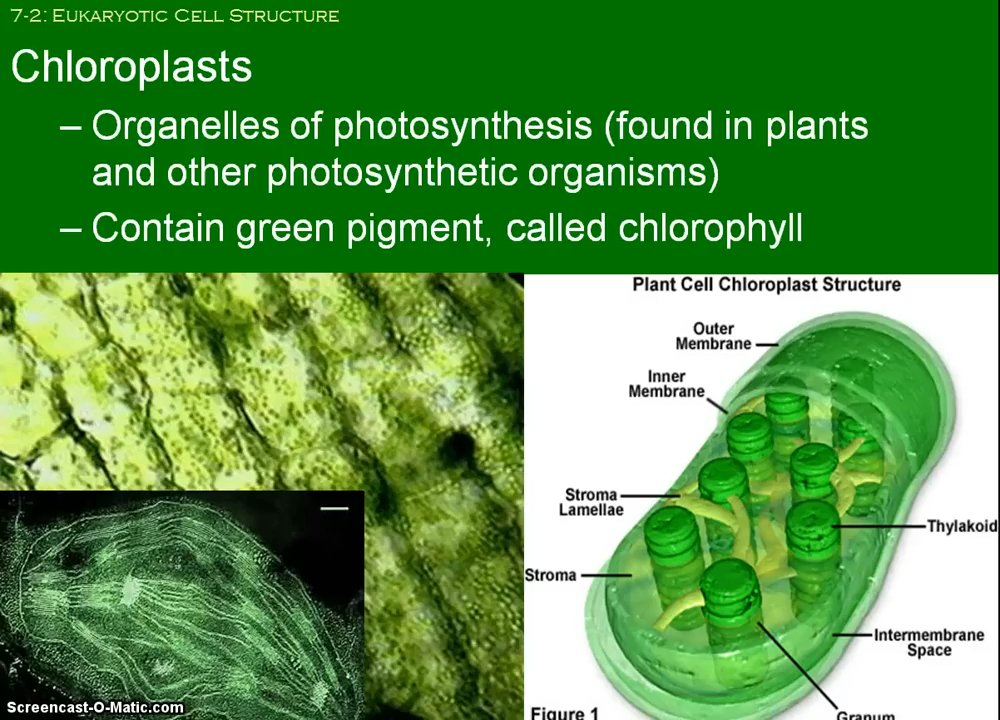 7-2: Eukaryotic Cell Structure
Chloroplasts
– Organelles of photosynthesis (found in plants
and other photosynthetic organisms)
– Contain green pigment, called chlorophyll
Plant Cell Chloroplast Structure
Outer
Membrane
Inner
Membrane
Stroma
Lamellae
Thylakoid
Stroma
Intermembrane
Space
Granum
Figure 1
Screencast-O-Matic.com